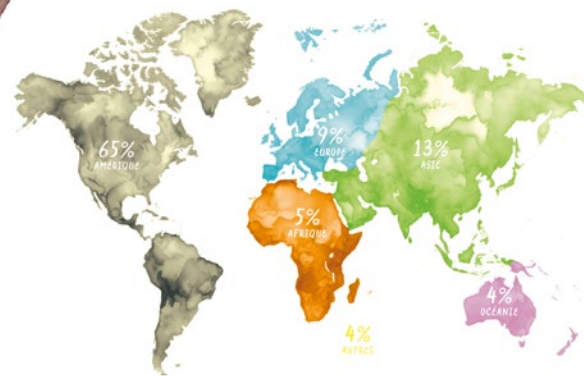 65%
AMÉRIQUE
9%
EUROPE
13%
ASIE
5%
AFRIQUE
4%
OCÉANIE
4%
AUTRES